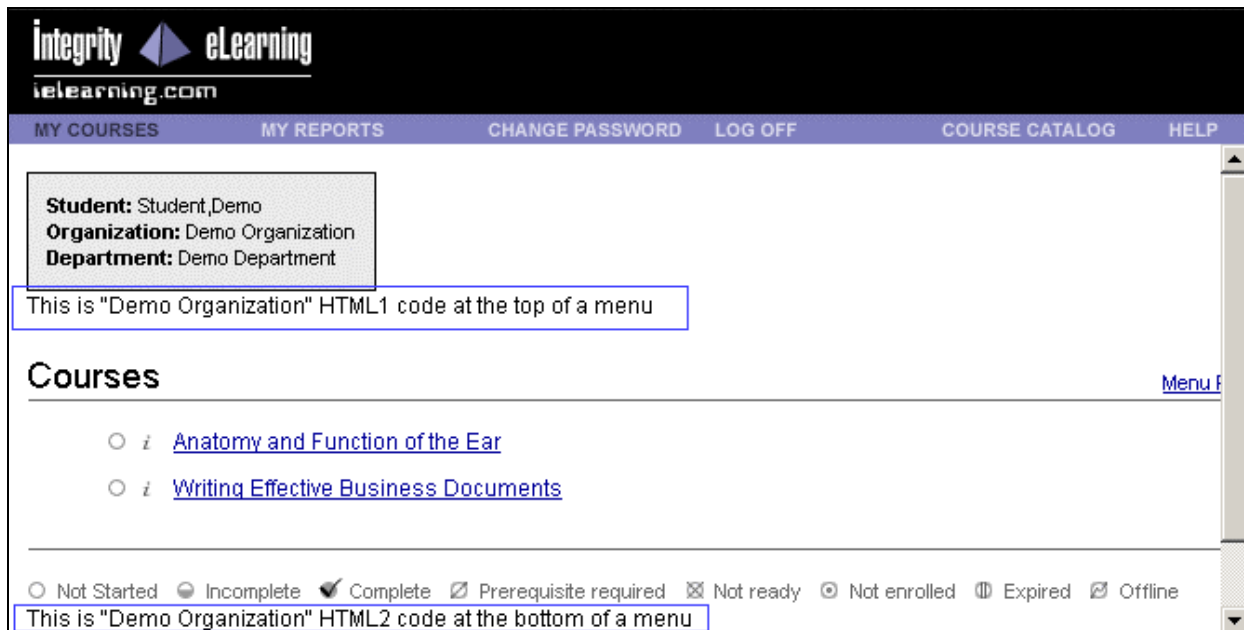 integrity eLearning
ielearning.com
MY COURSES MY REPORTS CHANGE PASSWORD LOG OFF COURSE CATALOG HELP
Student: Student,Demo
Organization: Demo Organization
Department: Demo Department
This is "Demo Organization" HTML1 code at the top of a menu
Courses
Menu
i Anatomy and Function of the Ear
i Writing Effective Business Documents
Not Started Incomplete Complete Prerequisite required Not ready Not enrolled Expired Offline
This is "Demo Organization" HTML2 code at the bottom of a menu